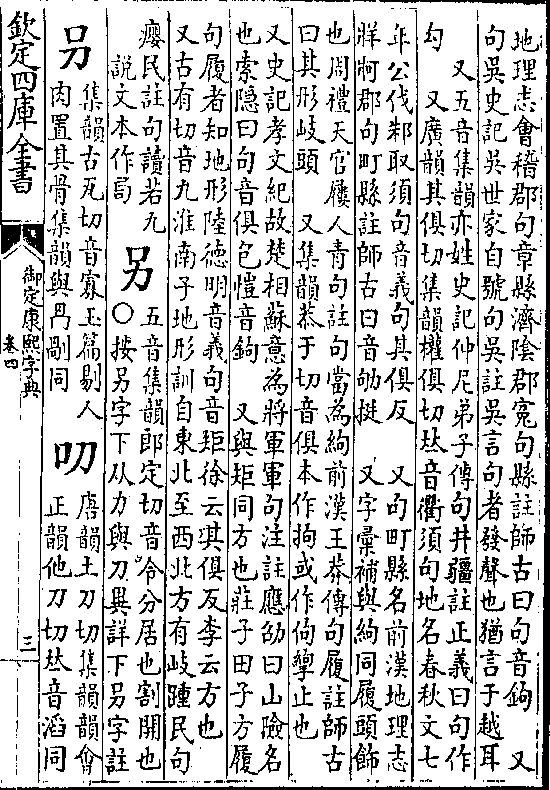 地理志會稽郡句章縣濟陰郡寃句縣註師古曰句音鉤 又
句吳史記吳世家自號句吳註吳言句者發聲也猶言于越耳
又五音集韻亦姓史記仲尼弟子傳句井疆註正義曰句作
勾 又廣韻其俱切集韻權俱切𠀤音衢須句地名春秋文七
年公伐邾取須句音義句其俱反 又句町縣名前漢地理志
牂牁郡句町縣註師古曰音劬挺 又字彙補與絇同履頭飾
也周禮天官屨人青句註句當為絇前漢王莽傳句履註師古
曰其形岐頭 又集韻恭于切音俱本作拘或作佝攣止也
又史記孝文紀故楚相蘇意為將軍軍句注註應劭曰山險名
也索隱曰句音俱包愷音鉤 又與矩同方也莊子田子方履
句屨者知地形陸德明音義句音矩徐云其俱反李云方也
又古有切音九淮南子地形訓自東北至西北方有岐踵民句
癭民註句讀若九
説文本作局
叧 五音集韻郎定切音令分居也割開也
○按另字下从力與刀異詳下叧字註
叧 集韻古瓦切音寡玉篇剔人
肉置其骨集韻與冎剮同
叨 唐韻土刀切集韻韻會
正韻他刀切𠀤音滔同
欽定四庫全書
御定康熙字典
卷四
三